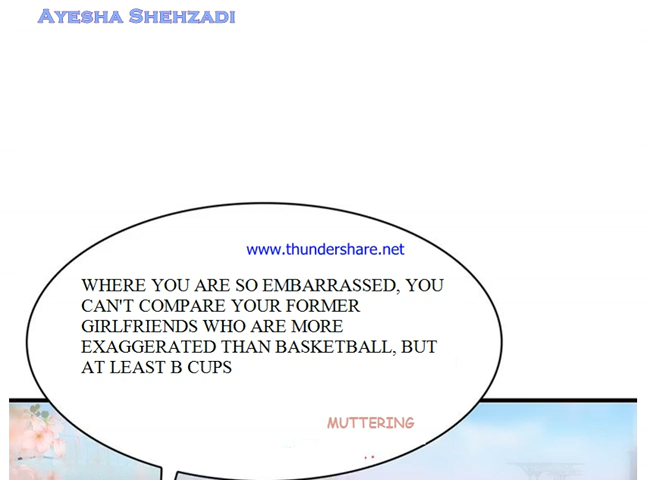 Ayesha Shehzadi
www.thundershare.net
WHERE YOU ARE SO EMBARRASSED, YOU
CAN'T COMPARE YOUR FORMER
GIRLFRIENDS WHO ARE MORE
EXAGGERATED THAN BASKETBALL, BUT
AT LEAST B CUPS
MUTTERING
..